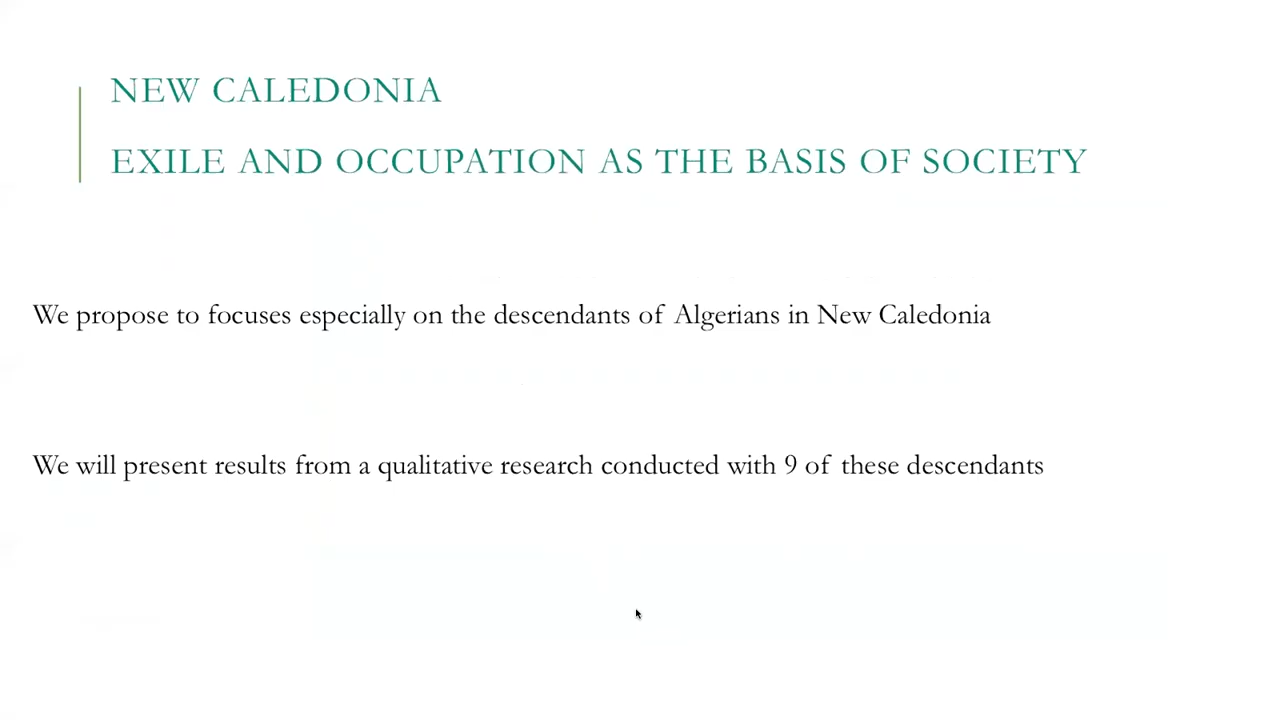 NEW CALEDONIA
EXILE AND OCCUPATION AS THE BASIS OF SOCIETY
We propose to focuses especially on the descendants of Algerians in New Caledonia
We will present results from a qualitative research conducted with 9 of these descendants